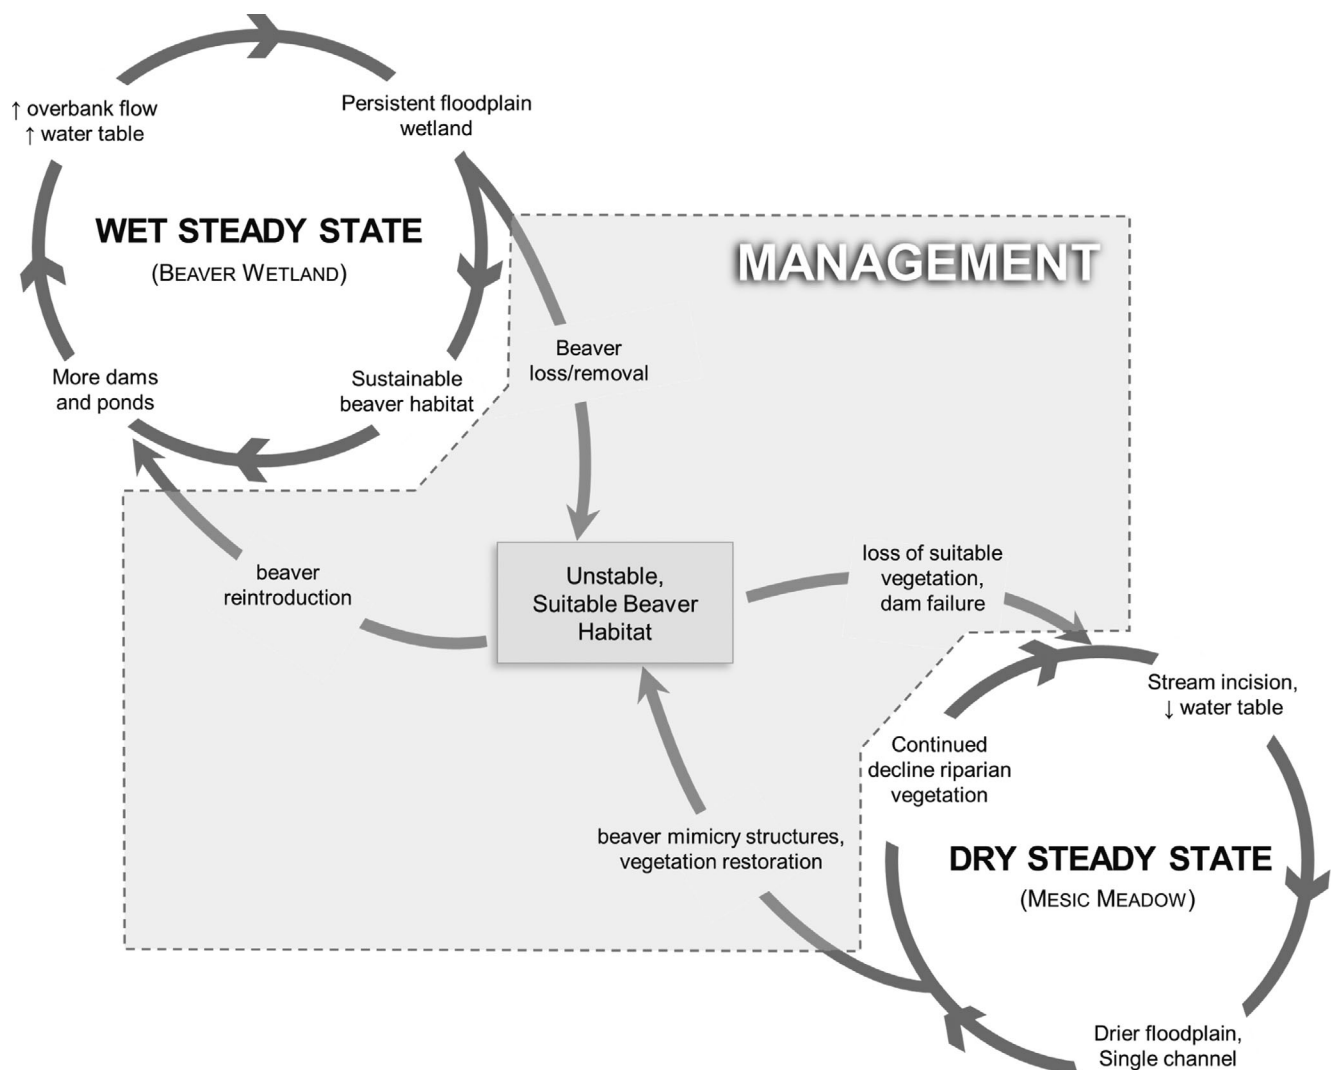 ↑ overbank flow
↑ water table
Persistent floodplain
wetland
WET STEADY STATE
(BEAVER WETLAND)
More dams
and ponds
Sustainable
beaver habitat
MANAGEMENT
Beaver
loss/removal
beaver
reintroduction
Unstable,
Suitable Beaver
Habitat
loss of suitable
vegetation,
dam failure
Stream incision,
↓ water table
Continued
decline riparian
vegetation
beaver mimicry structures,
vegetation restoration
DRY STEADY STATE
(MESIC MEADOW)
Drier floodplain,
Single channel